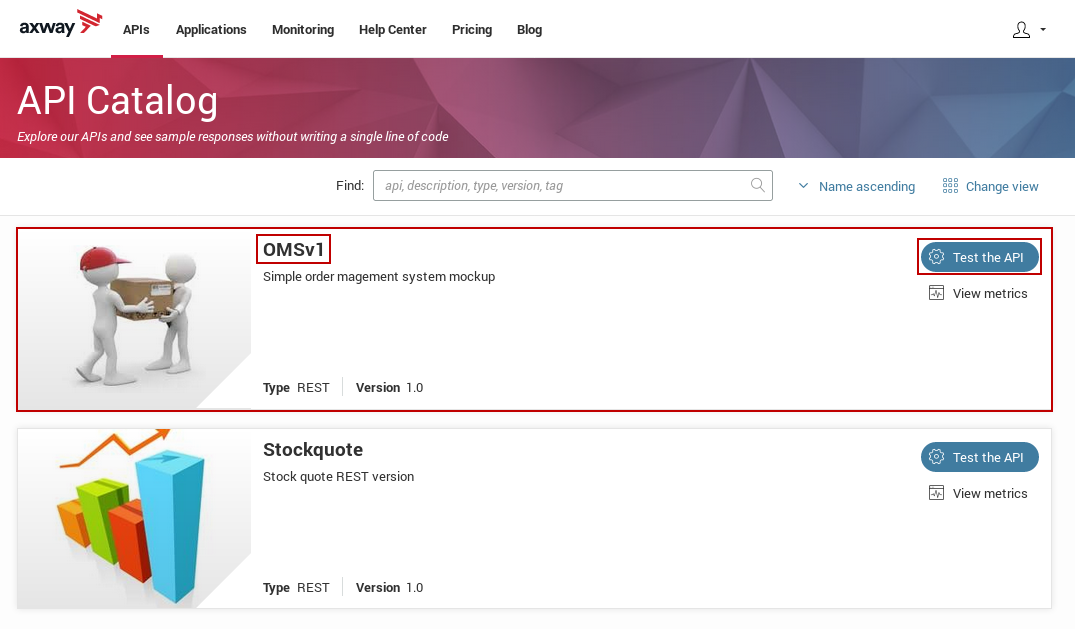 axway APIs Applications Monitoring Help Center Pricing Blog
API Catalog
Explore our APIs and see sample responses without writing a single line of code
Find: api, description, type, version, tag Name ascending Change view
OMSv1 Test the API
Simple order magement system mockup
View metrics
Type REST Version 1.0
Stockquote Test the API
Stock quote REST version
View metrics
Type REST Version 1.0